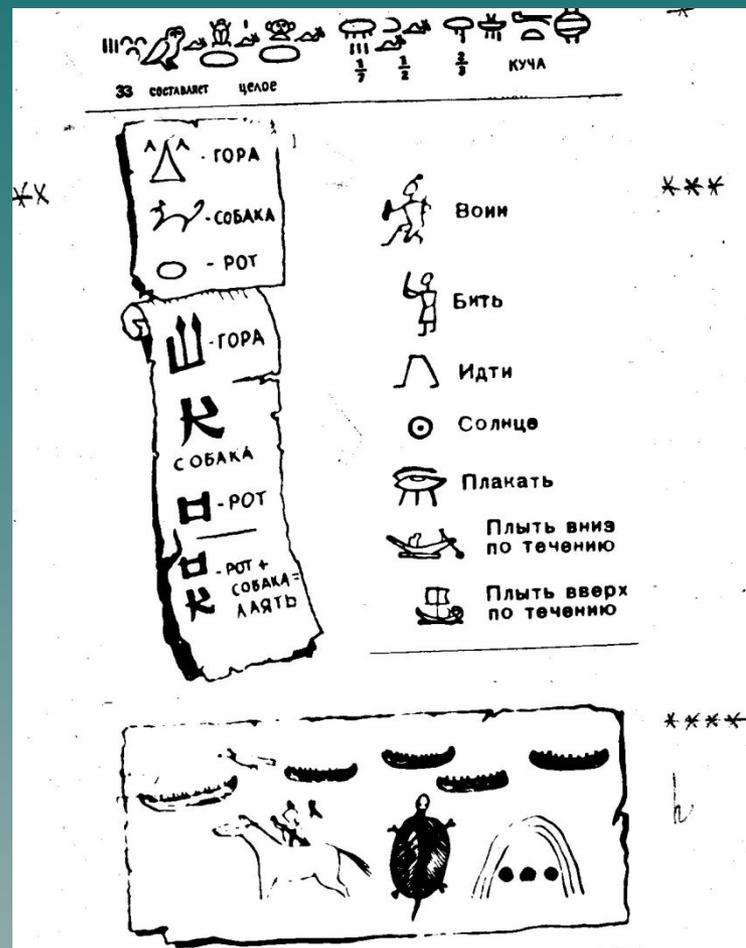 1/7 1/2 2/3 КУЧА
33 СОСТАВЛЯЕТ ЦЕЛОЕ
- ГОРА
- СОБАКА
- РОТ
- ГОРА
СОБАКА
- РОТ
- РОТ +
СОБАКА =
ЛАЯТЬ
Воин
Бить
Идти
Солнце
Плакать
Плыть вниз
по течению
Плыть вверх
по течению